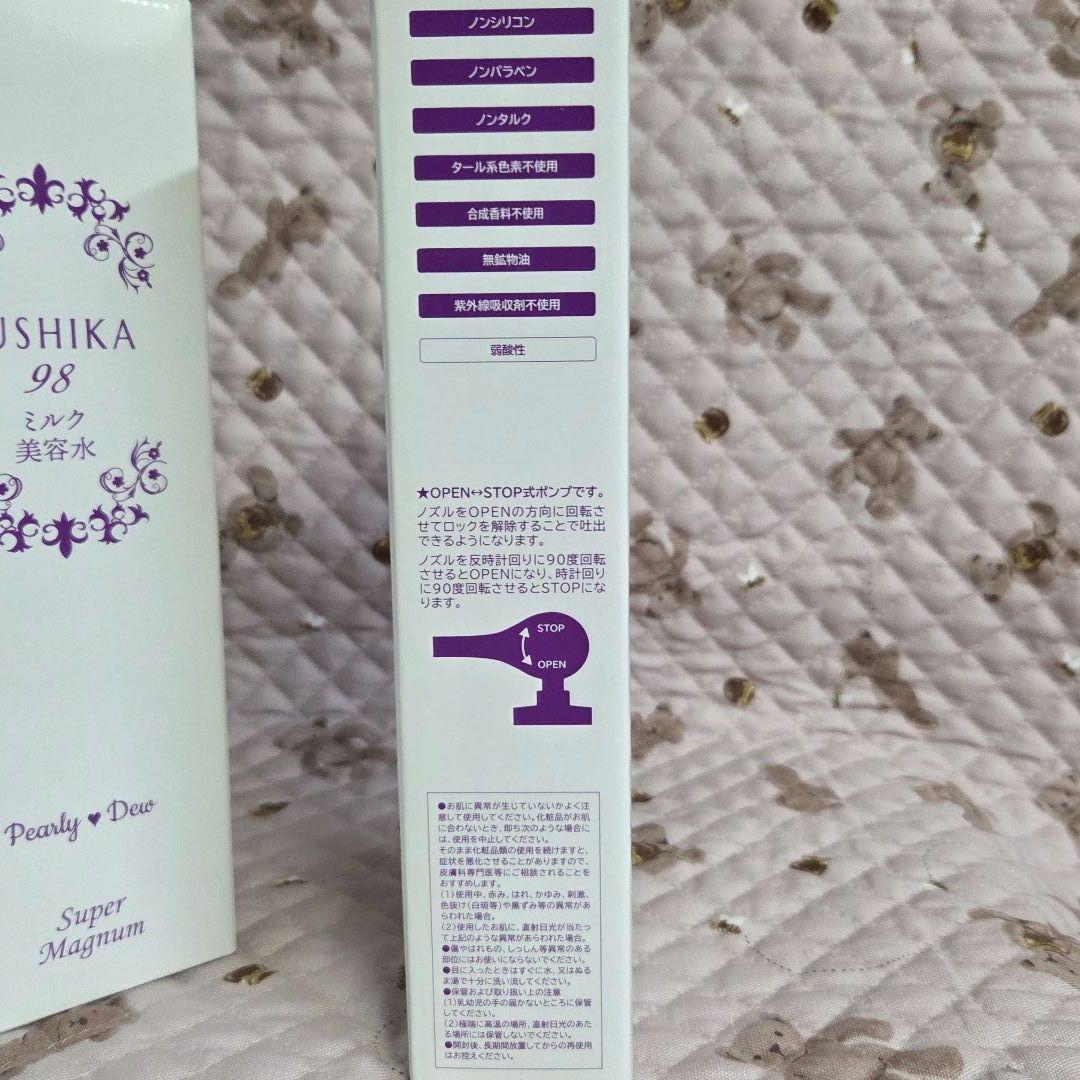 USHIKA
98
ミルク
美容水
Pearly ♥ Dew
Super
Magnum
ノンシリコン
ノンパラベン
ノンタルク
タール系色素不使用
合成香料不使用
無鉱物油
紫外線吸収剤不使用
弱酸性
★OPEN↔STOP式ポンプです。
ノズルをOPENの方向に回転さ
せてロックを解除することで吐出
できるようになります。
ノズルを反時計回りに90度回転
させるとOPENになり、時計回り
に90度回転させるとSTOPにな
ります。
STOP
OPEN
●お肌に異常が生じていないかよく注
意して使用してください。化粧品がお肌
に合わないとき、即ち次のような場合に
は、使用を中止してください。
そのまま化粧品類の使用を続けますと、
症状を悪化させることがありますので、
皮膚科専門医等にご相談されることを
おすすめします。
(1)使用中、赤み、はれ、かゆみ、刺激、
色抜け(白斑等)や黒ずみ等の異常があ
らわれた場合。
(2)使用したお肌に、直射日光が当たっ
て上記のような異常があらわれた場合。
●傷やはれもの、しっしん等異常のある
部位にはお使いにならないでください。
●目に入ったときはすぐに水、又はぬる
ま湯で十分に洗い流してください。
●保管および取り扱い上の注意
(1)乳幼児の手の届かないところに保管
してください。
(2)極端に高温の場所、直射日光のあた
る場所には保管しないでください。
●開封後、長期間放置してからの再使用
はお控えください。